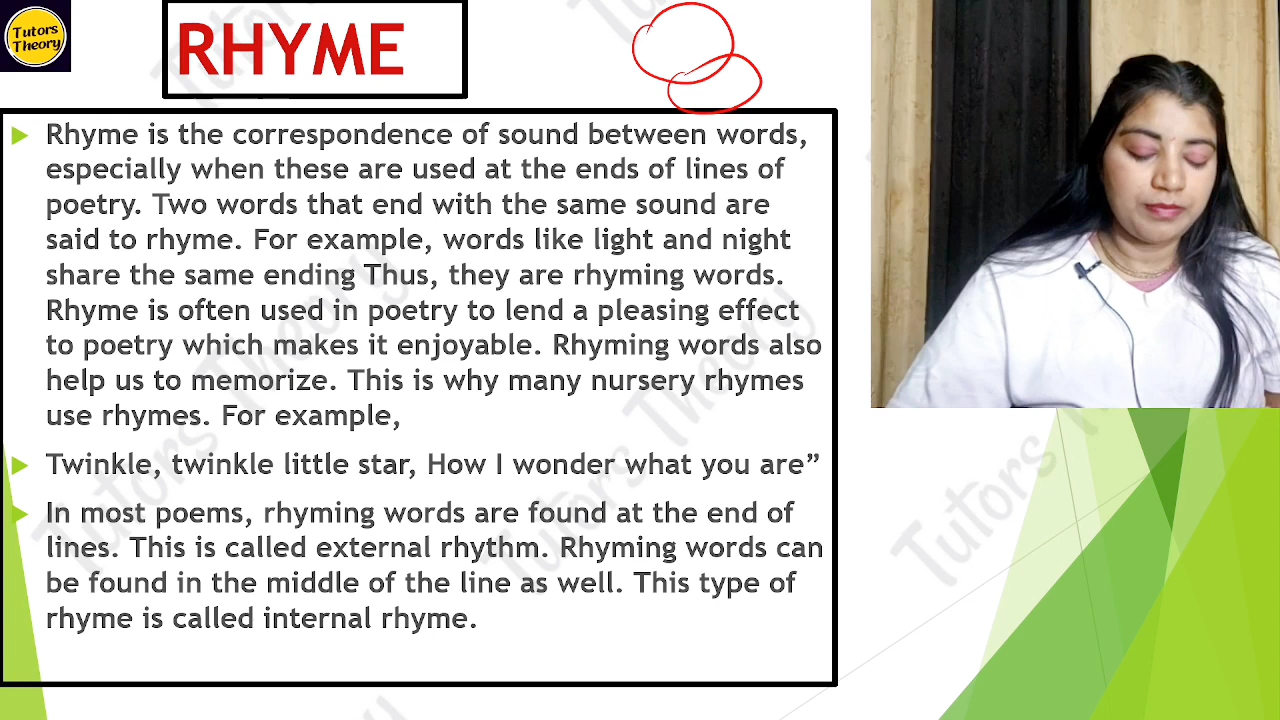 Tutors
Theory
RHYME
Rhyme is the correspondence of sound between words,
especially when these are used at the ends of lines of
poetry. Two words that end with the same sound are
said to rhyme. For example, words like light and night
share the same ending Thus, they are rhyming words.
Rhyme is often used in poetry to lend a pleasing effect
to poetry which makes it enjoyable. Rhyming words also
help us to memorize. This is why many nursery rhymes
use rhymes. For example,
Twinkle, twinkle little star, How I wonder what you are”
In most poems, rhyming words are found at the end of
lines. This is called external rhythm. Rhyming words can
be found in the middle of the line as well. This type of
rhyme is called internal rhyme.
Tutors Theory
Tutors Theory
Tutors